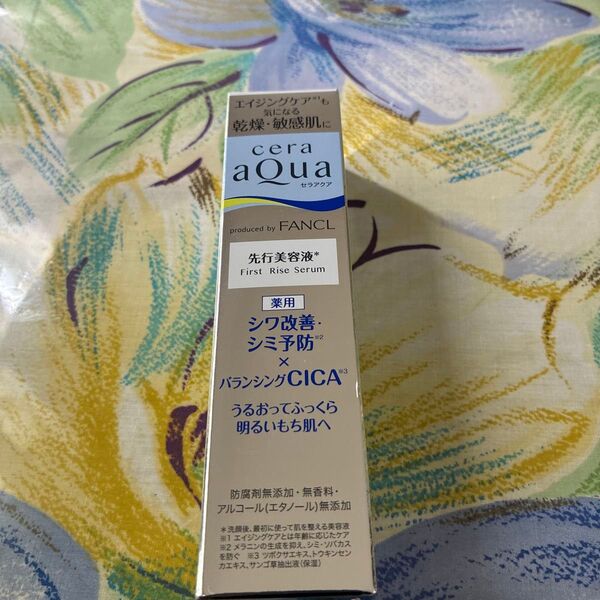 エイジングケア※1も
気になる
乾燥・敏感肌に
cera
aQua
セラアクア
produced by FANCL
先行美容液*
First Rise Serum
薬用
シワ改善・
シミ予防※2
×
バランシングCICA※3
うるおってふっくら
明るいもち肌へ
防腐剤無添加・無香料・
アルコール(エタノール)無添加
*洗顔後、最初に使って肌を整える美容液
※1 エイジングケアとは年齢に応じたケア
※2 メラニンの生成を抑え、シミ・ソバカス
を防ぐ ※3 ツボクサエキス、トウキンセン
カエキス、サンゴ草抽出液(保湿)